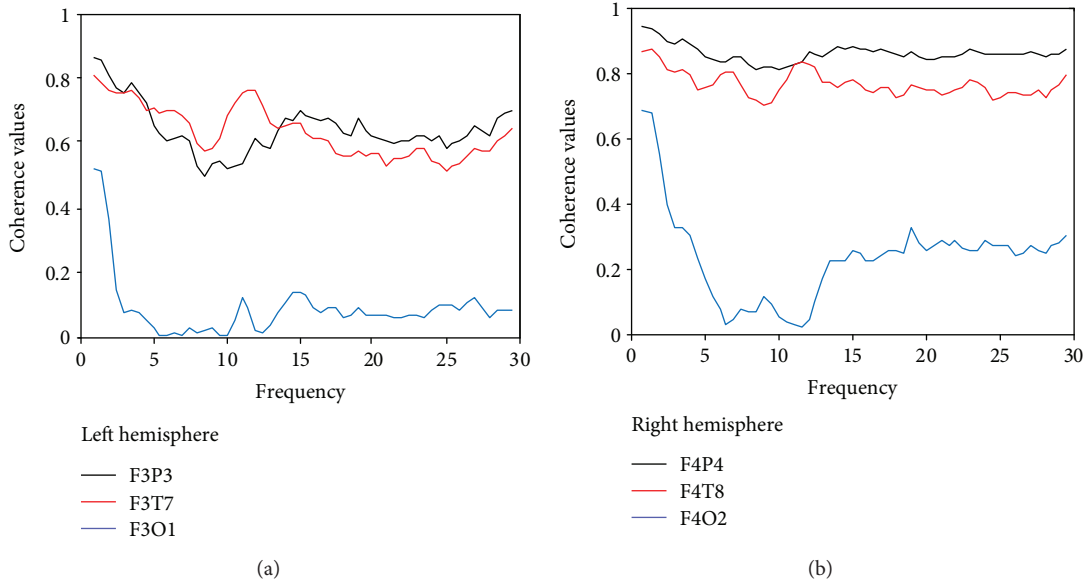 1
0.8
0.6
0.4
0.2
0
Coherence values
0 5 10 15 20 25 30
Frequency
Left hemisphere
F3P3
F3T7
F3O1
(a)
1
0.8
0.6
0.4
0.2
0
Coherence values
0 5 10 15 20 25 30
Frequency
Right hemisphere
F4P4
F4T8
F4O2
(b)